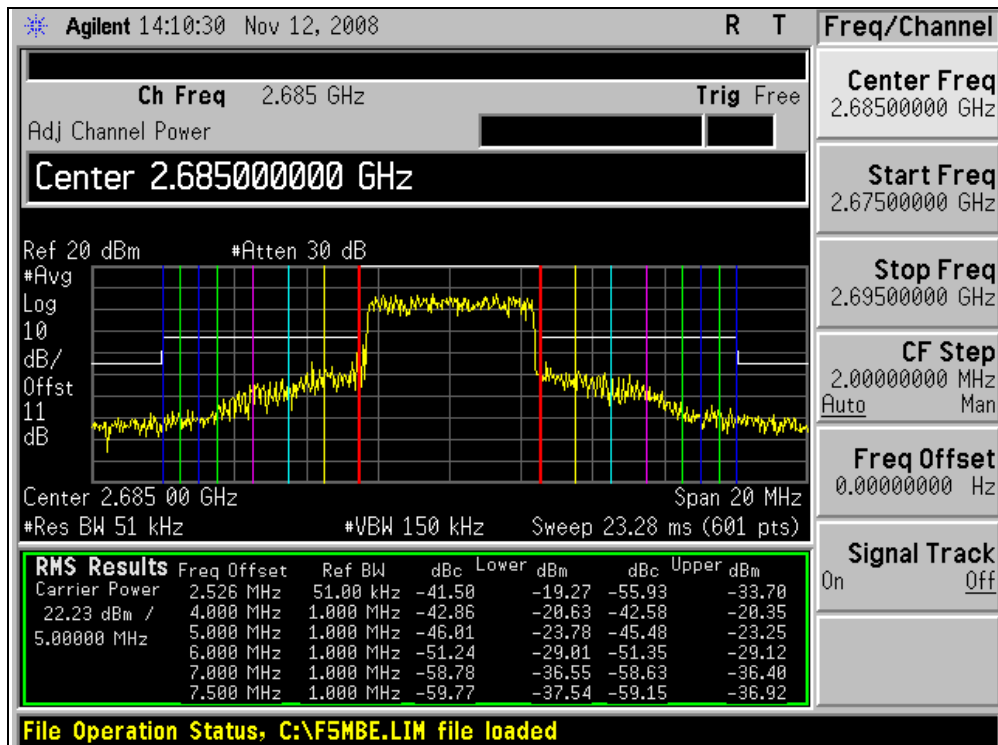 Agilent 14:10:30 Nov 12, 2008 R T
Freq/Channel
Ch Freq 2.685 GHz Trig Free
Adj Channel Power
Center 2.685000000 GHz
Ref 20 dBm #Atten 30 dB
#Avg
Log
10
dB/
Offst
11
dB
Center 2.685 00 GHz Span 20 MHz
#Res BW 51 kHz #VBW 150 kHz Sweep 23.28 ms (601 pts)
RMS Results Freq Offset Ref BW dBc Lower dBm dBc Upper dBm
Carrier Power 2.526 MHz 51.00 kHz -41.50 -19.27 -55.93 -33.70
22.23 dBm / 4.000 MHz 1.000 MHz -42.86 -20.63 -42.58 -20.35
5.00000 MHz 5.000 MHz 1.000 MHz -46.01 -23.78 -45.48 -23.25
6.000 MHz 1.000 MHz -51.24 -29.01 -51.35 -29.12
7.000 MHz 1.000 MHz -58.78 -36.55 -58.63 -36.40
7.500 MHz 1.000 MHz -59.77 -37.54 -59.15 -36.92
Center Freq
2.68500000 GHz
Start Freq
2.67500000 GHz
Stop Freq
2.69500000 GHz
CF Step
2.00000000 MHz
Auto Man
Freq Offset
0.00000000 Hz
Signal Track
On Off
File Operation Status, C:\F5MBE.LIM file loaded